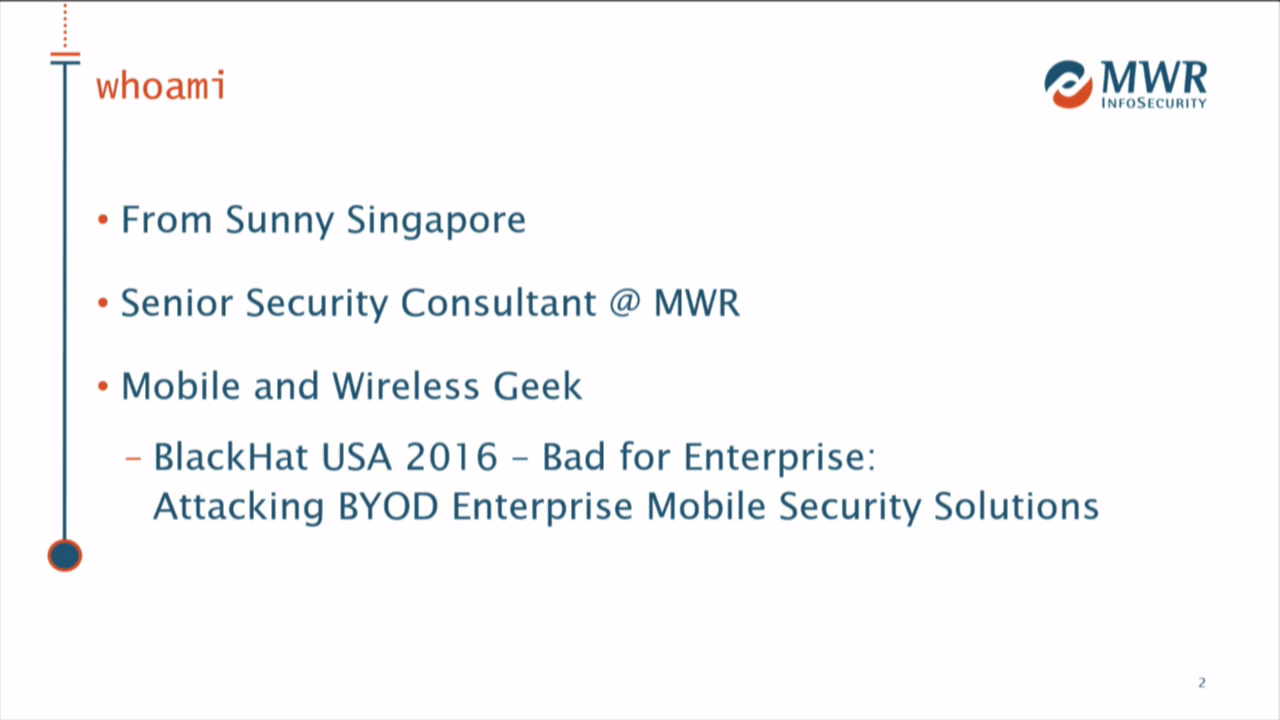 whoami
MWR
INFOSECURITY
• From Sunny Singapore
• Senior Security Consultant @ MWR
• Mobile and Wireless Geek
– BlackHat USA 2016 – Bad for Enterprise:
Attacking BYOD Enterprise Mobile Security Solutions
2